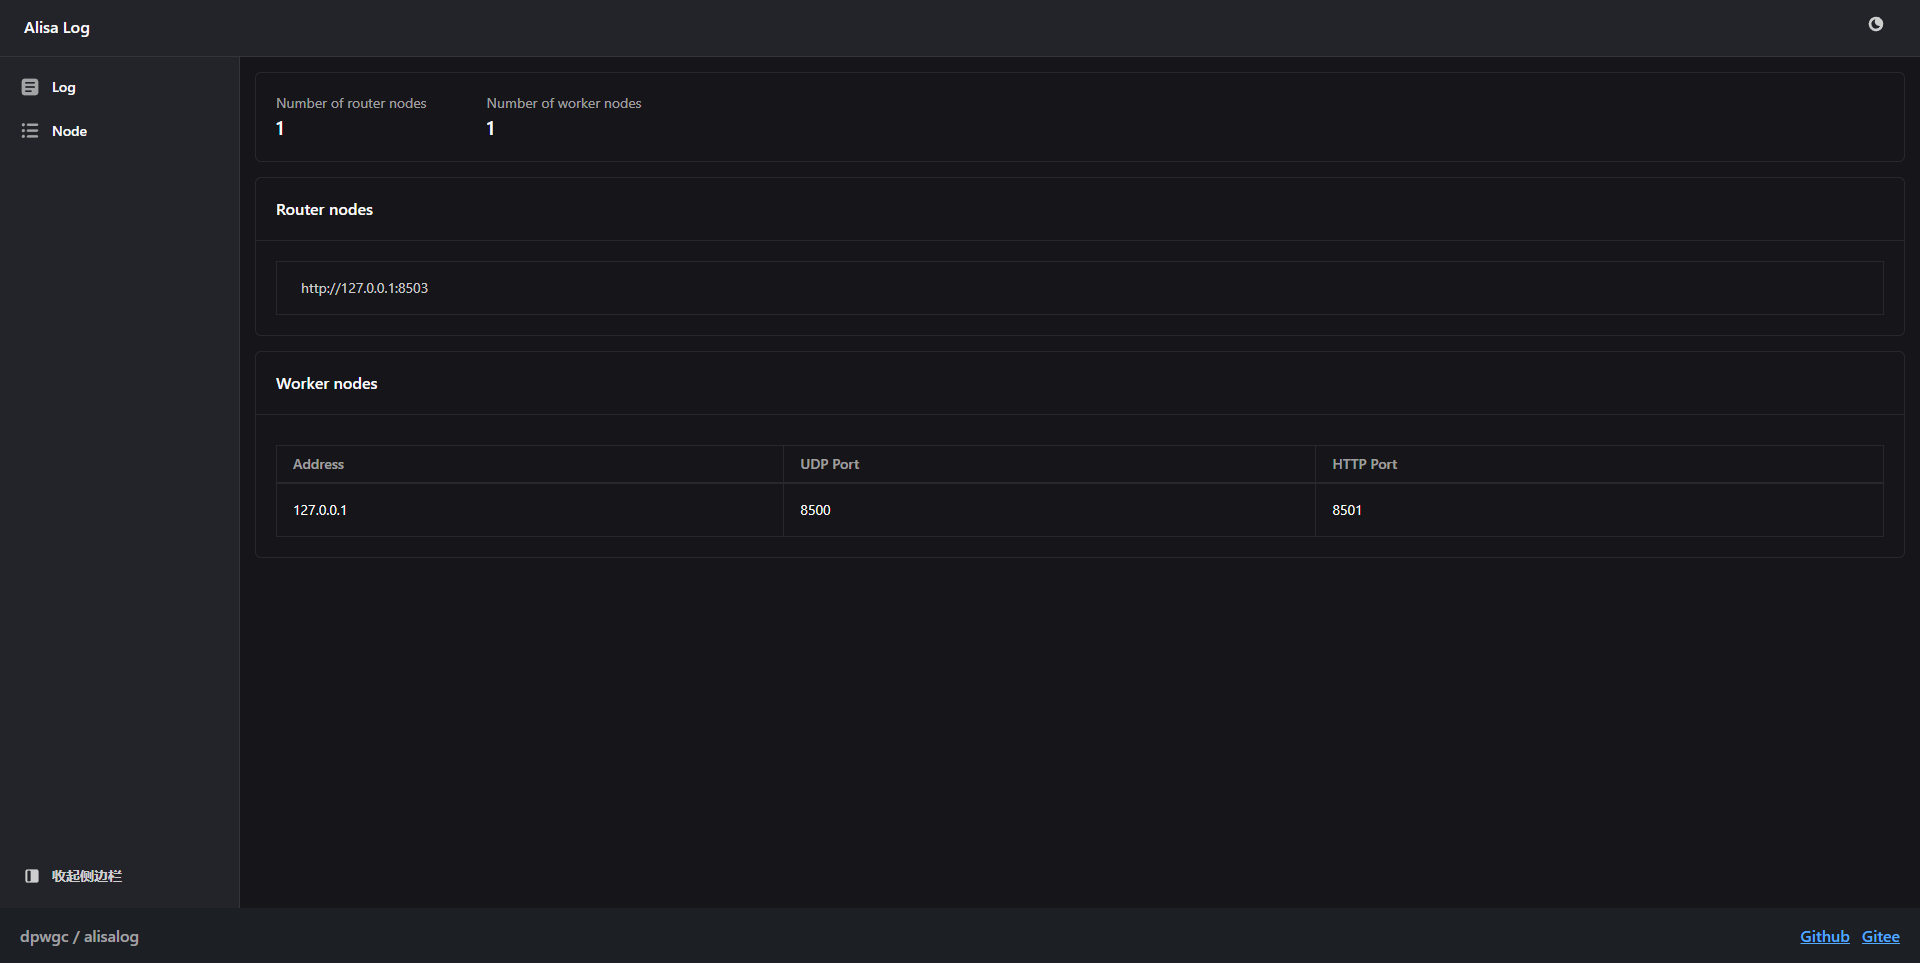 Alisa Log
Log
Node
Number of router nodes
1
Number of worker nodes
1
Router nodes
http://127.0.0.1:8503
Worker nodes
Address UDP Port HTTP Port
127.0.0.1 8500 8501
收起侧边栏
dpwgc / alisalog
Github Gitee